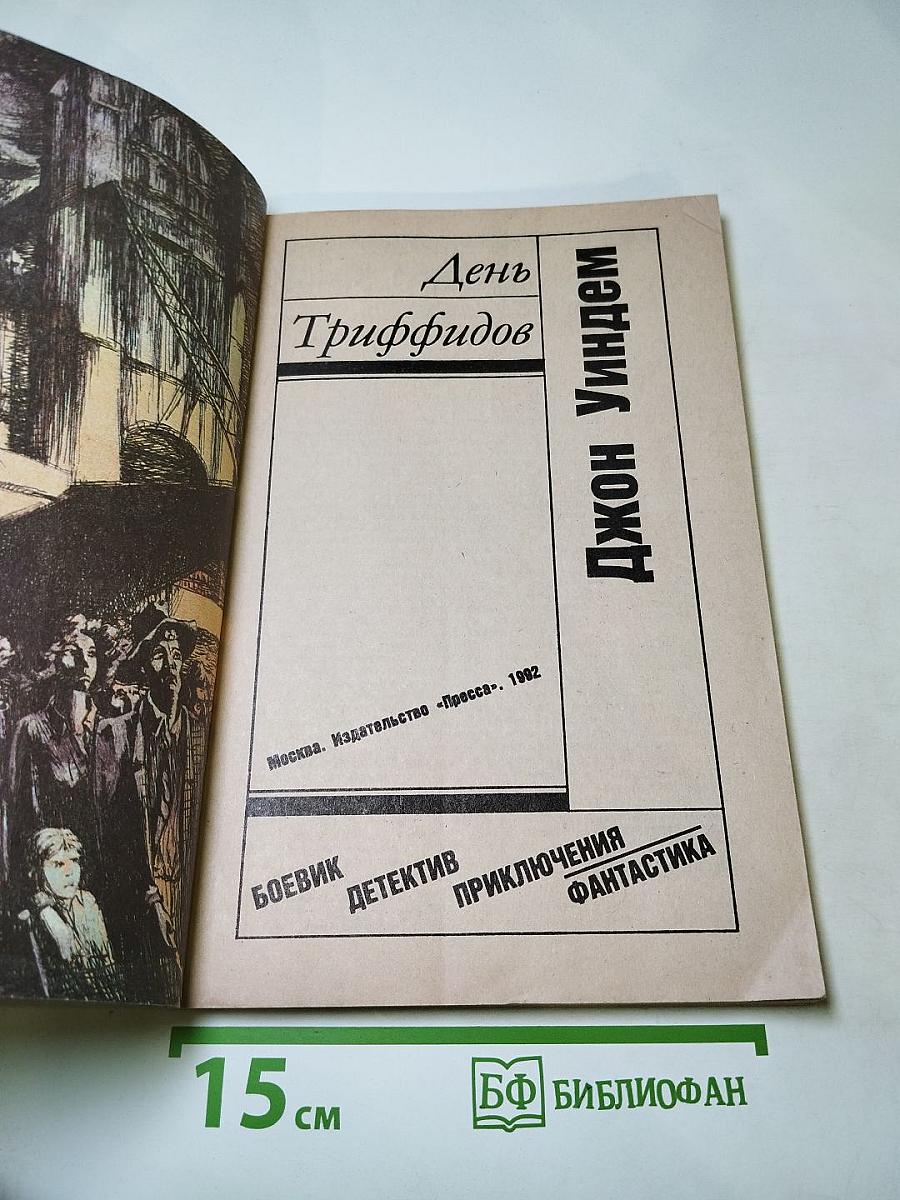 День
Триффидов
Джон Уиндем
Москва. Издательство «Пресса». 1992
БОЕВИК
ДЕТЕКТИВ
ПРИКЛЮЧЕНИЯ
ФАНТАСТИКА
15 см
БФ БИБЛИОФАН